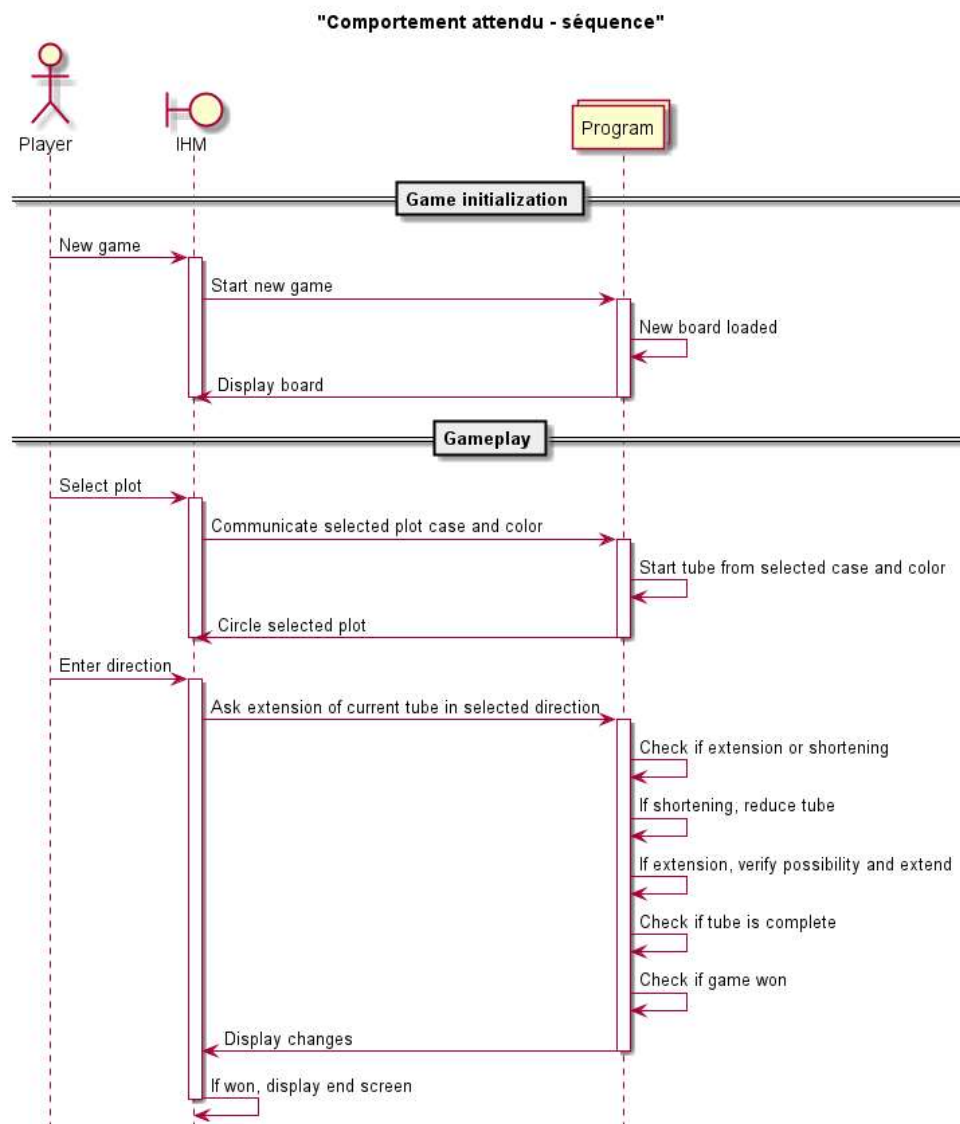 "Comportement attendu - séquence"
Player
IHM
Program
Game initialization
New game
Start new game
New board loaded
Display board
Gameplay
Select plot
Communicate selected plot case and color
Start tube from selected case and color
Circle selected plot
Enter direction
Ask extension of current tube in selected direction
Check if extension or shortening
If shortening, reduce tube
If extension, verify possibility and extend
Check if tube is complete
Check if game won
Display changes
If won, display end screen